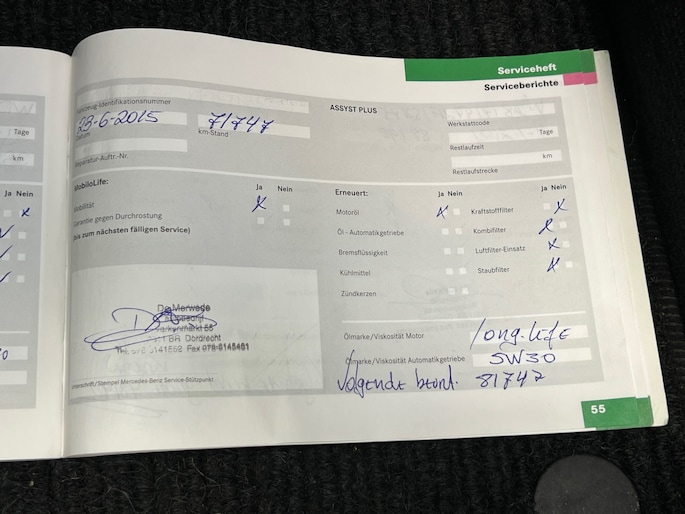 Serviceheft
Serviceberichte
Fahrzeug-Identifikationsnummer
23-6-2015
71747
Datum
km-Stand
Reparatur-Auftr.-Nr.
ASSYST PLUS
Werkstattcode
Tage
Restlaufzeit
km
Restlaufstrecke
Tage
km
Ja Nein
MobiloLife:
Ja Nein
Mobilität
Garantie gegen Durchrostung
(bis zum nächsten fälligen Service)
Erneuert:
Ja Nein
Ja Nein
Motoröl
Kraftstofffilter
Öl-Automatikgetriebe
Kombifilter
Bremsflüssigkeit
Luftfilter-Einsatz
Kühlmittel
Staubfilter
Zündkerzen
De Merwede
Dordrecht
Fax 078-6145481
Unterschrift/Stempel Mercedes-Benz Service-Stützpunkt
Ölmarke/Viskosität Motor
long.life
Ölmarke/Viskosität Automatikgetriebe
5W30
Volgende beurt. 81747
55